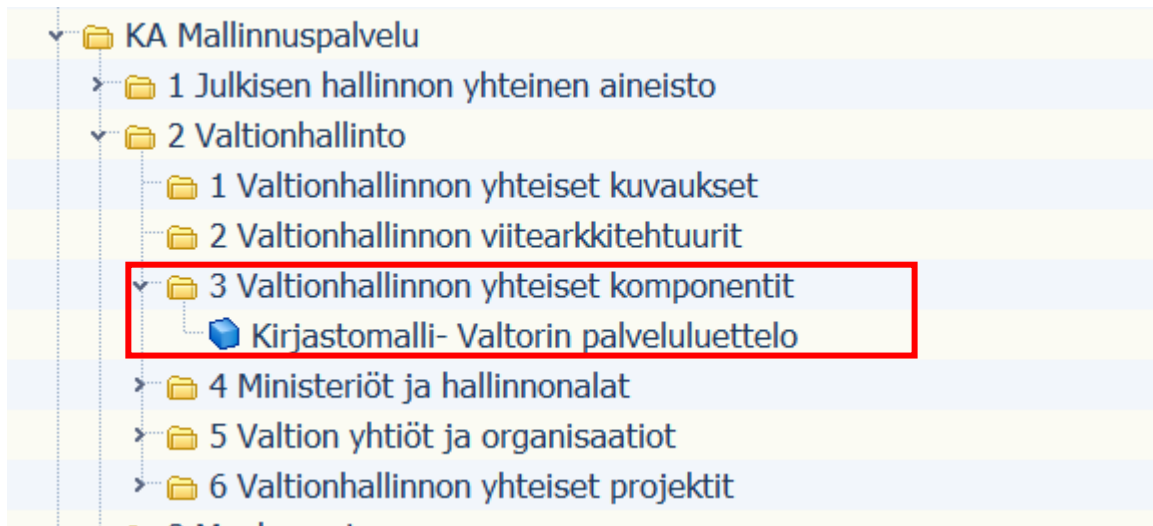 KA Mallinnuspalvelu
1 Julkisen hallinnon yhteinen aineisto
2 Valtionhallinto
1 Valtionhallinnon yhteiset kuvaukset
2 Valtionhallinnon viitearkkitehtuurit
3 Valtionhallinnon yhteiset komponentit
Kirjastomalli- Valtorin palveluluettelo
4 Ministeriöt ja hallinnonalat
5 Valtion yhtiöt ja organisaatiot
6 Valtionhallinnon yhteiset projektit